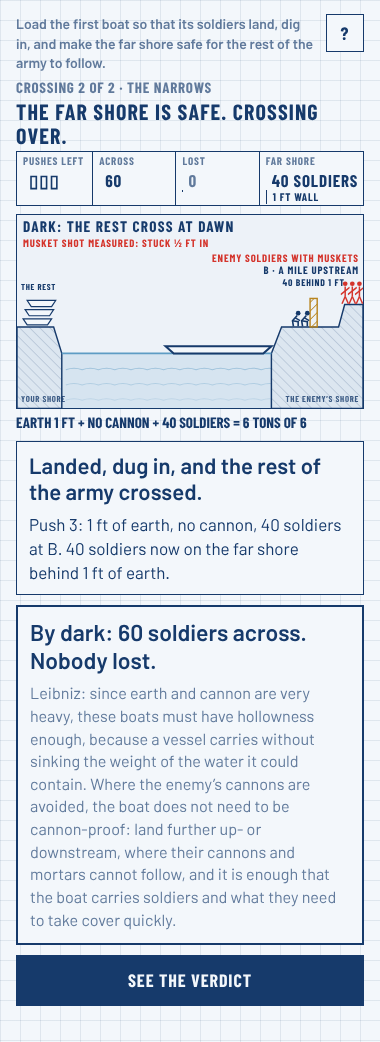 Load the first boat so that its soldiers land, dig
in, and make the far shore safe for the rest of the
army to follow.
?
CROSSING 2 OF 2 · THE NARROWS
THE FAR SHORE IS SAFE. CROSSING
OVER.
PUSHES LEFT
ACROSS
60
LOST
0
FAR SHORE
40 SOLDIERS
1 FT WALL
DARK: THE REST CROSS AT DAWN
MUSKET SHOT MEASURED: STUCK ½ FT IN
ENEMY SOLDIERS WITH MUSKETS
B · A MILE UPSTREAM
40 BEHIND 1 FT
THE REST
YOUR SHORE
THE ENEMY'S SHORE
EARTH 1 FT + NO CANNON + 40 SOLDIERS = 6 TONS OF 6
Landed, dug in, and the rest of
the army crossed.
Push 3: 1 ft of earth, no cannon, 40 soldiers
at B. 40 soldiers now on the far shore
behind 1 ft of earth.
By dark: 60 soldiers across.
Nobody lost.
Leibniz: since earth and cannon are very
heavy, these boats must have hollowness
enough, because a vessel carries without
sinking the weight of the water it could
contain. Where the enemy's cannons are
avoided, the boat does not need to be
cannon-proof: land further up- or
downstream, where their cannons and
mortars cannot follow, and it is enough that
the boat carries soldiers and what they need
to take cover quickly.
SEE THE VERDICT